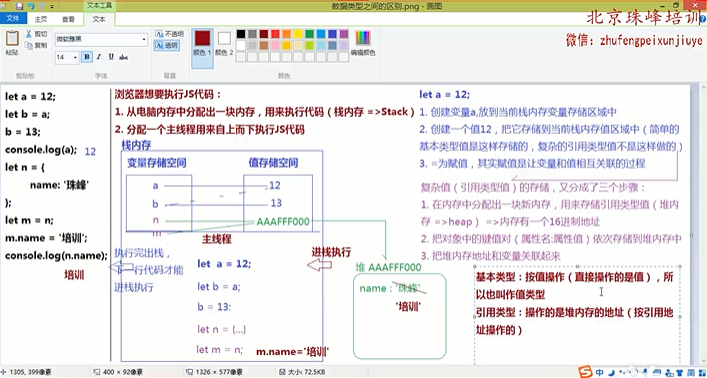 数据类型之间的区别.png - 画图
文本工具
文件
主页
查看
文本
北京珠峰培训
微信：zhufengpeixunjiuye
粘贴
剪切
复制
微软雅黑
14
不透明
透明
颜色 1
颜色 2
编辑颜色
剪贴板
字体
背景
颜色
let a = 12;
let b = a;
b = 13;
console.log(a); 12
let n = {
name: '珠峰'
};
let m = n;
m.name = '培训';
console.log(n.name);
培训
浏览器想要执行JS代码：
1. 从电脑内存中分配出一块内存，用来执行代码（栈内存 =>Stack）
2. 分配一个主线程用来自上而下执行JS代码
栈内存
变量存储空间
值存储空间
a
12
b
13
n
AAAFFF000
m
主线程
执行完出栈，
一行代码才能
进栈执行
let a = 12;
let b = a;
b = 13:
let n = {...}
let m = n;
m.name='培训'
进栈执行
堆 AAAFFF000
name：'珠峰'
'培训'
let a = 12;
1. 创建变量a,放到当前栈内存变量存储区域中
2. 创建一个值12，把它存储到当前栈内存值区域中（简单的
基本类型值是这样存储的，复杂的引用类型值不是这样做的）
3. =为赋值，其实赋值是让变量和值相互关联的过程
复杂值（引用类型值）的存储，又分成了三个步骤：
1. 在内存中分配出一块新内存，用来存储引用类型值（堆内
存 =>heap） =>内存有一个16进制地址
2. 把对象中的键值对（属性名:属性值）依次存储到堆内存中
3. 把堆内存地址和变量关联起来
基本类型：按值操作（直接操作的是值），所
以也叫作值类型
引用类型：操作的是堆内存的地址（按引用地
址操作的）
1305, 399像素
400 × 92像素
1326 × 577像素
大小: 72.5KB